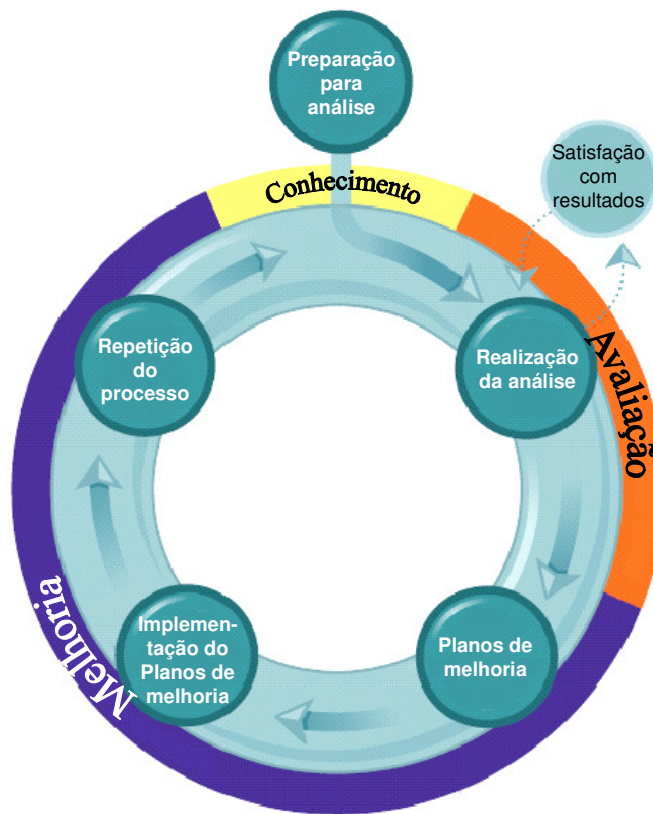 Preparação
para
análise
Satisfação
com
resultados
Conhecimento
Repetição
do
processo
Realização
da análise
Avaliação
Implemen-
tação do
Planos de
melhoria
Planos de
melhoria
Melhoria